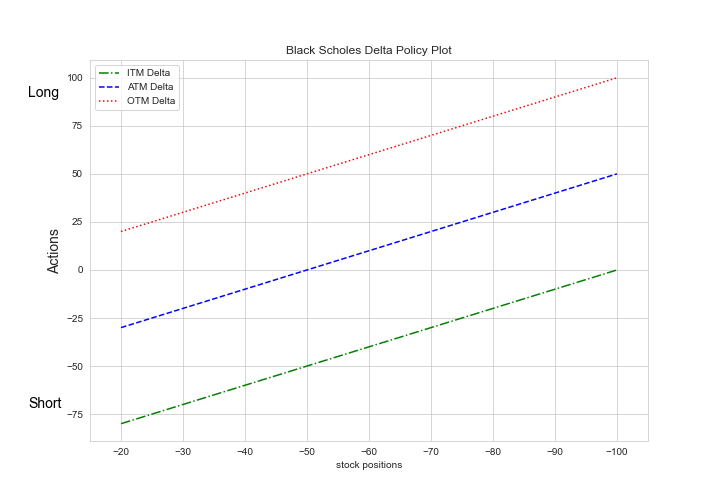 Black Scholes Delta Policy Plot
ITM Delta
ATM Delta
OTM Delta
Long
Short
Actions
100
75
50
25
0
−25
−50
−75
−20 −30 −40 −50 −60 −70 −80 −90 −100
stock positions